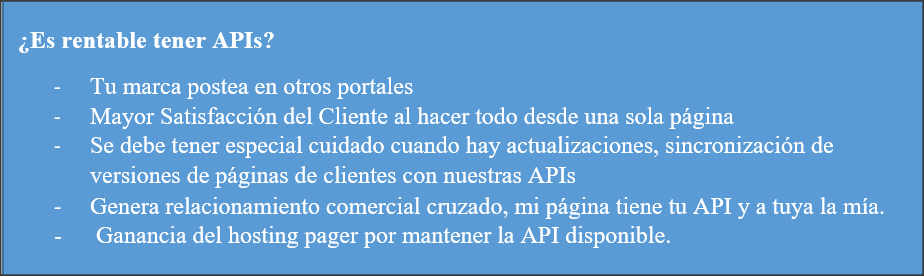 ¿Es rentable tener APIs?
- Tu marca postea en otros portales
- Mayor Satisfacción del Cliente al hacer todo desde una sola página
- Se debe tener especial cuidado cuando hay actualizaciones, sincronización de
versiones de páginas de clientes con nuestras APIs
- Genera relacionamiento comercial cruzado, mi página tiene tu API y a tuya la mía.
- Ganancia del hosting pager por mantener la API disponible.